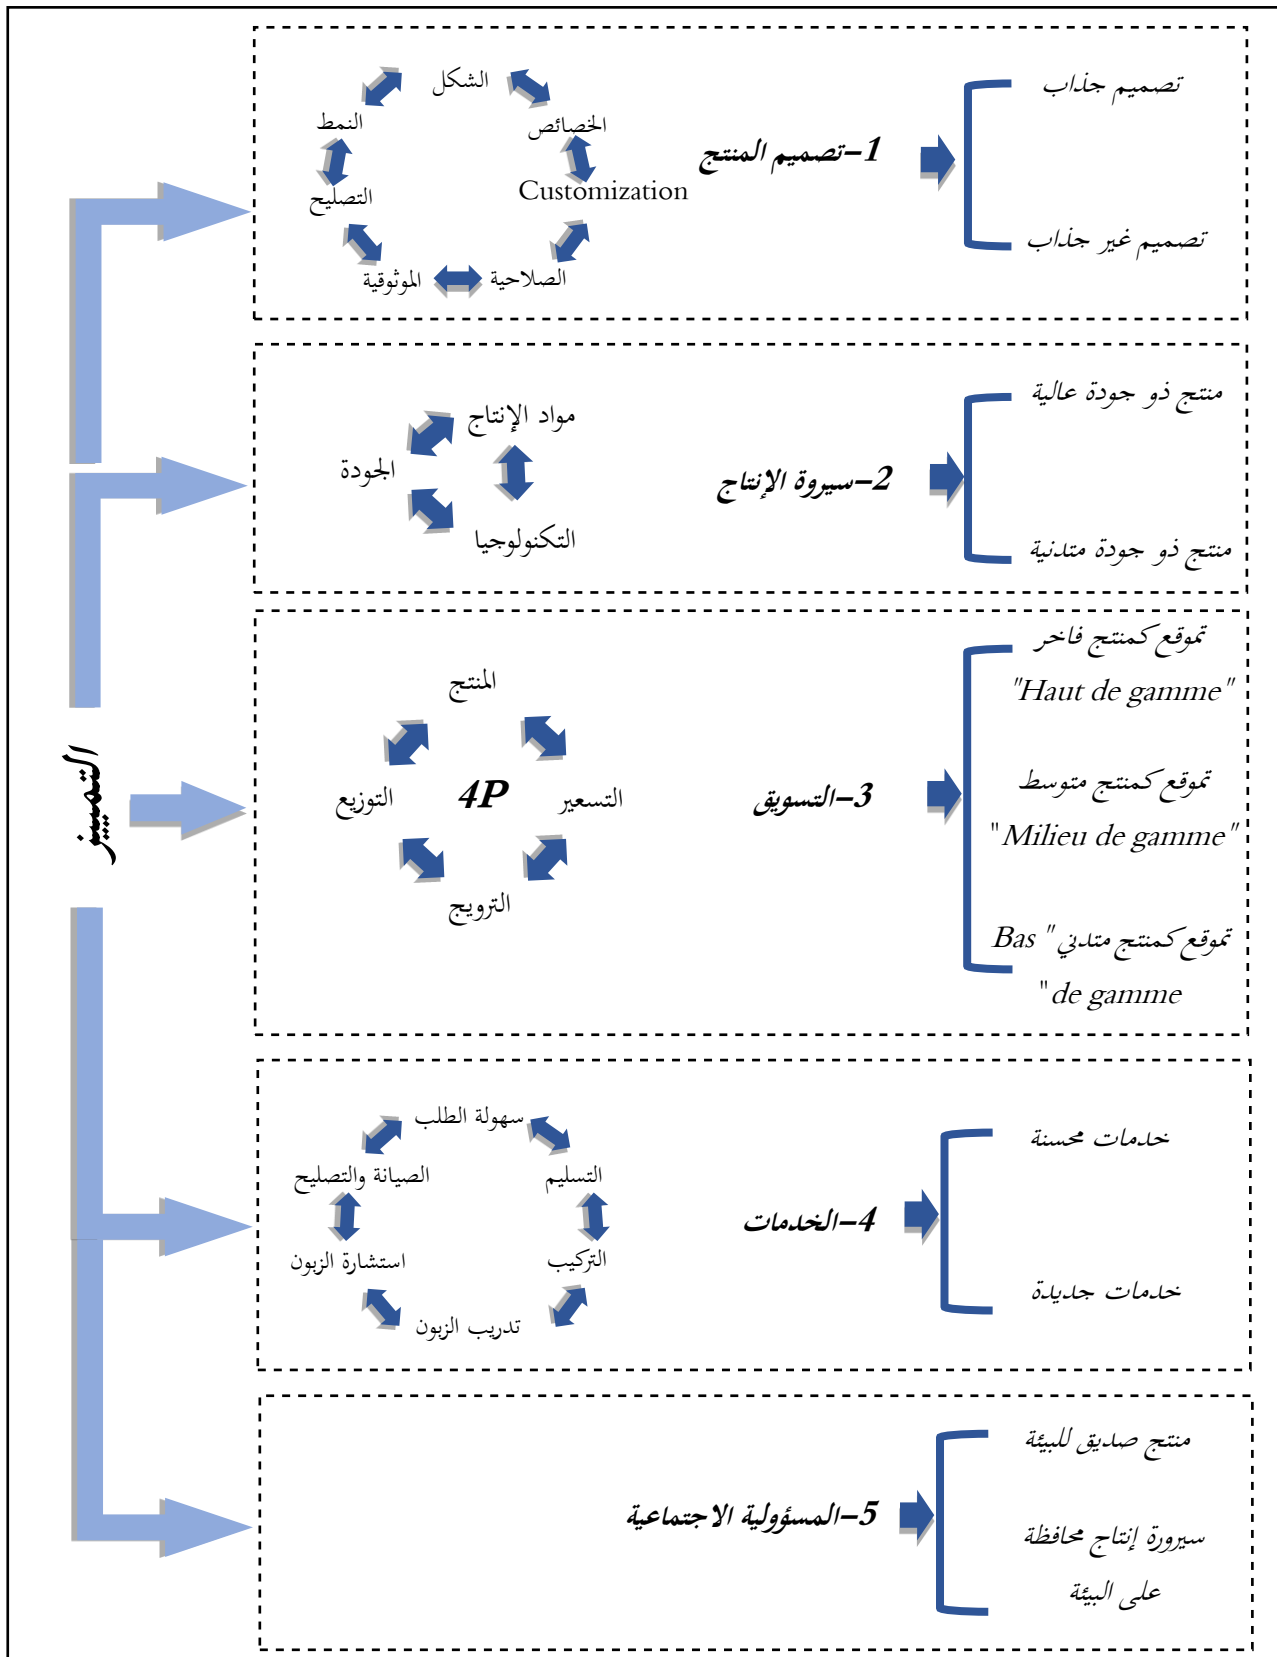 التمييز
1-تصميم المنتج
الشكل
الخصائص
Customization
الصلاحية
الموثوقية
التصليح
النمط
تصميم جذاب
تصميم غير جذاب
2-سيروة الإنتاج
مواد الإنتاج
الجودة
التكنولوجيا
منتج ذو جودة عالية
منتج ذو جودة متدنية
3-التسويق
4P
المنتج
التسعير
الترويج
التوزيع
تموقع كمنتج فاخر
"Haut de gamme"
تموقع كمنتج متوسط
"Milieu de gamme"
تموقع كمنتج متدني " Bas
de gamme"
4-الخدمات
سهولة الطلب
التسليم
التركيب
تدريب الزبون
استشارة الزبون
الصيانة والتصليح
خدمات محسنة
خدمات جديدة
5-المسؤولية الاجتماعية
منتج صديق للبيئة
سيرورة إنتاج محافظة
على البيئة